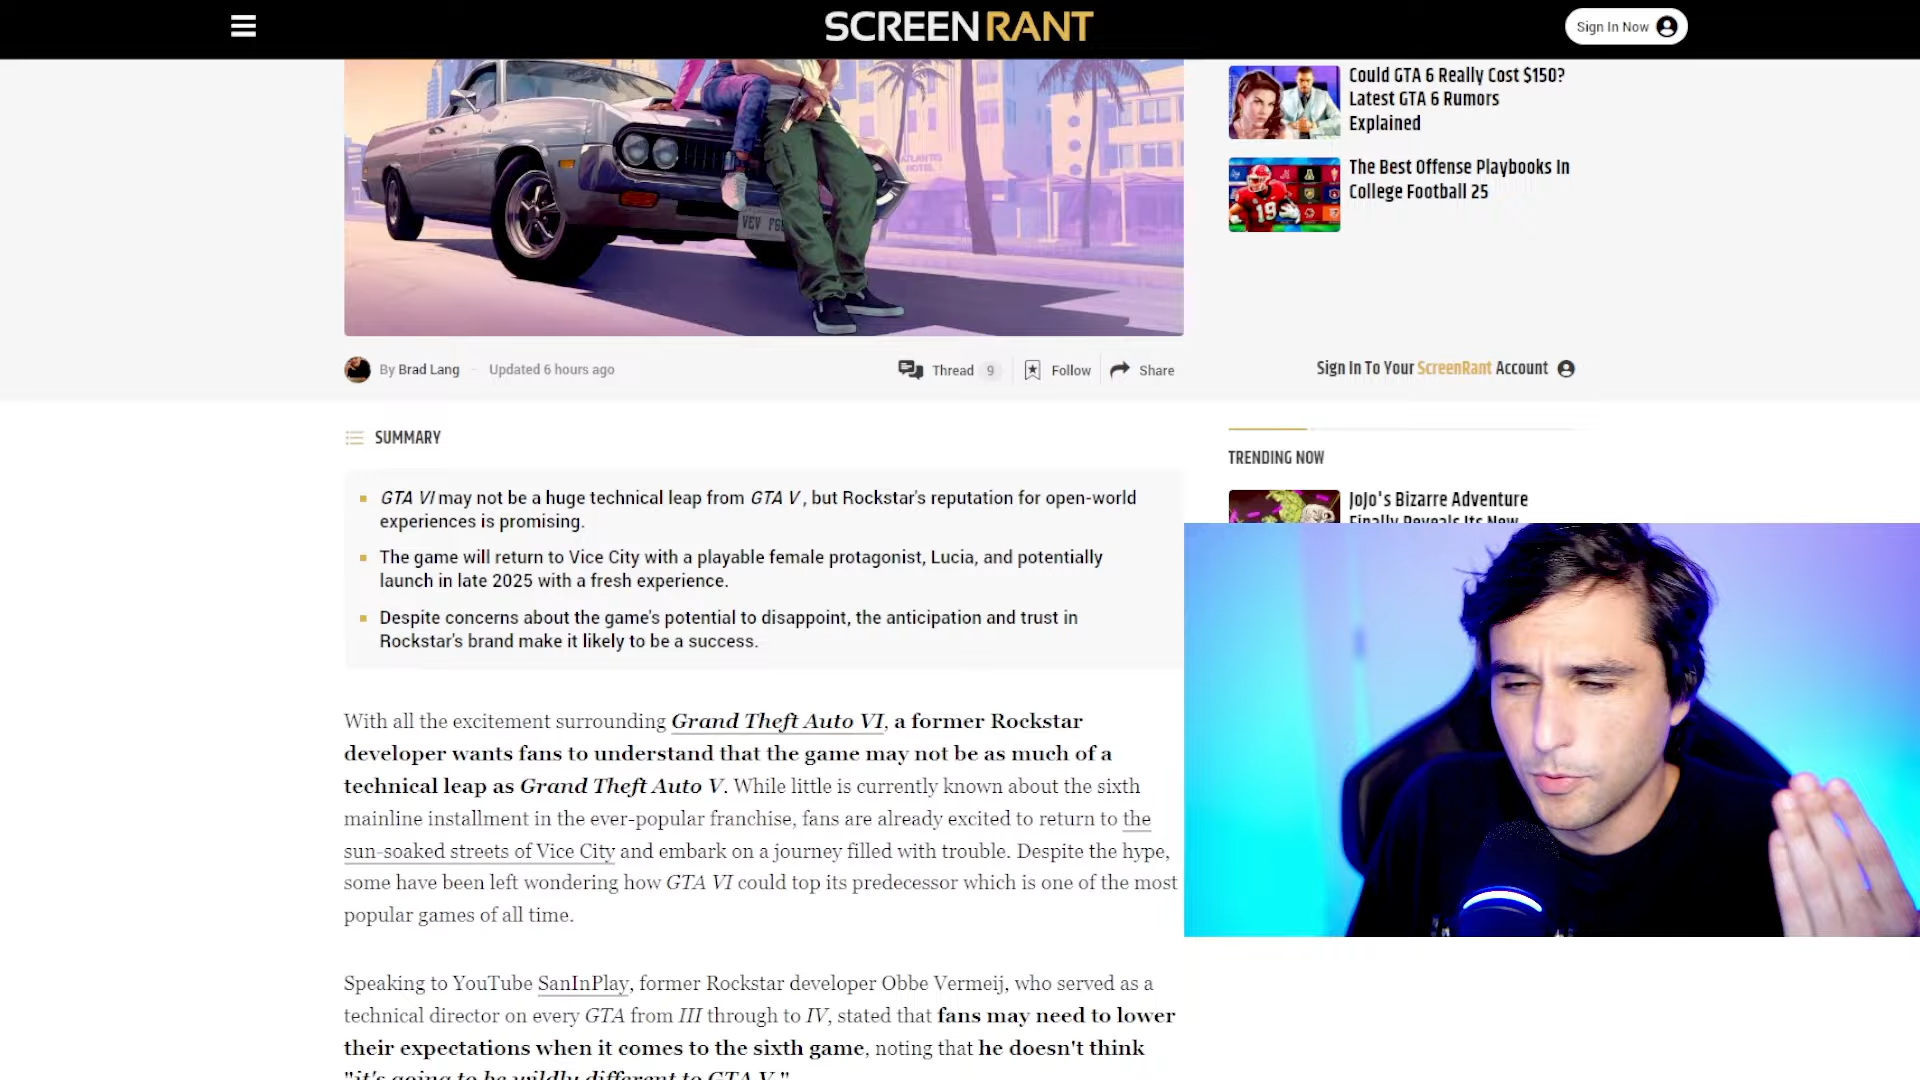 SCREENRANT
Sign In Now
ATLANTIS
HOTEL
Could GTA 6 Really Cost $150?
Latest GTA 6 Rumors
Explained
19
The Best Offense Playbooks In
College Football 25
By Brad Lang
Updated 6 hours ago
Thread 9
Follow
Share
Sign In To Your ScreenRant Account
SUMMARY
GTA VI may not be a huge technical leap from GTA V, but Rockstar's reputation for open-world
experiences is promising.
The game will return to Vice City with a playable female protagonist, Lucia, and potentially
launch in late 2025 with a fresh experience.
Despite concerns about the game's potential to disappoint, the anticipation and trust in
Rockstar's brand make it likely to be a success.
TRENDING NOW
JoJo's Bizarre Adventure
Finally Reveals Its New
With all the excitement surrounding Grand Theft Auto VI, a former Rockstar
developer wants fans to understand that the game may not be as much of a
technical leap as Grand Theft Auto V. While little is currently known about the sixth
mainline installment in the ever-popular franchise, fans are already excited to return to the
sun-soaked streets of Vice City and embark on a journey filled with trouble. Despite the hype,
some have been left wondering how GTA VI could top its predecessor which is one of the most
popular games of all time.
Speaking to YouTube SanInPlay, former Rockstar developer Obbe Vermeij, who served as a
technical director on every GTA from III through to IV, stated that fans may need to lower
their expectations when it comes to the sixth game, noting that he doesn't think
"it's going to be wildly different to GTA V."